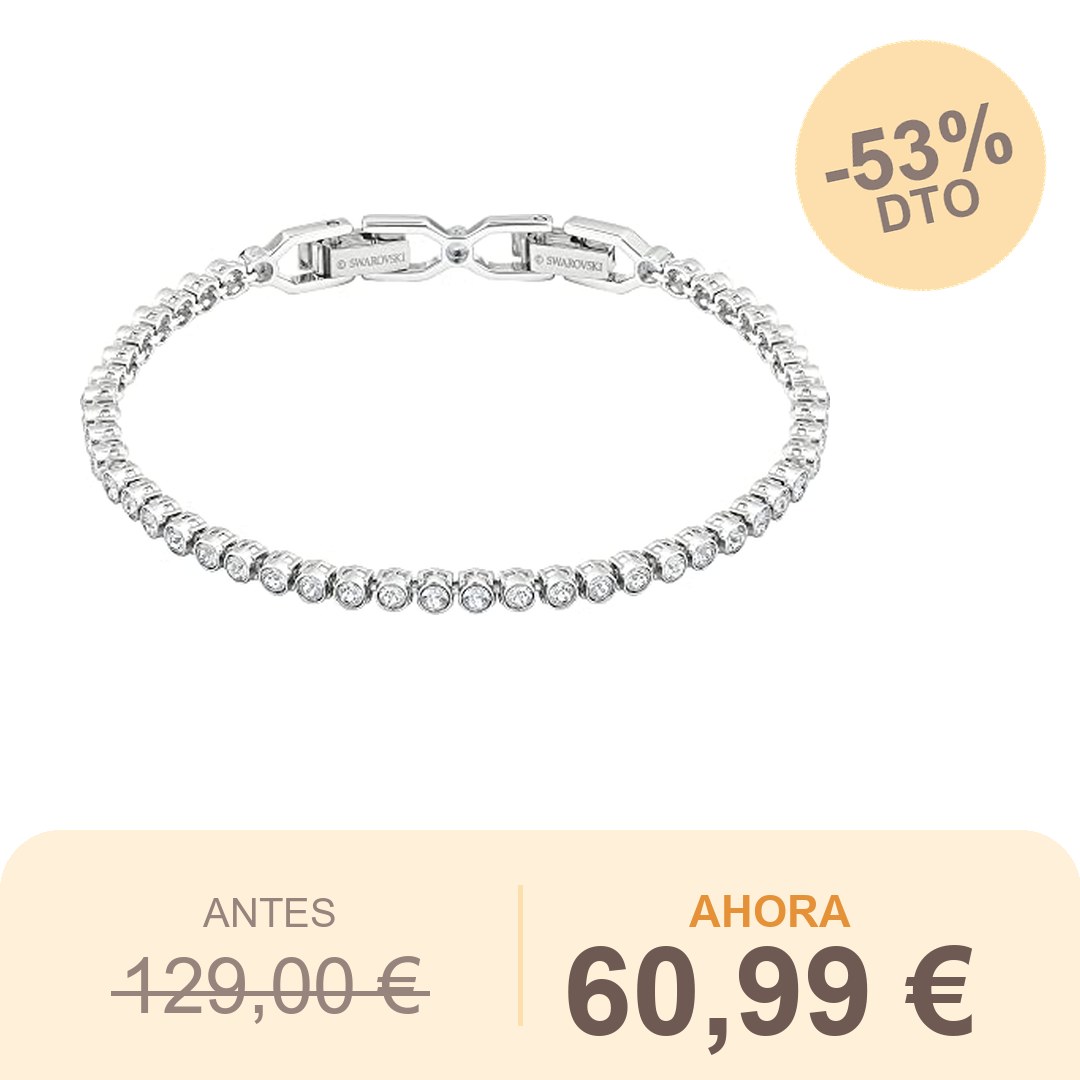 -53%
DTO
© SWAROVSKI
© SWAROVSKI
ANTES
129,00 €
AHORA
60,99 €